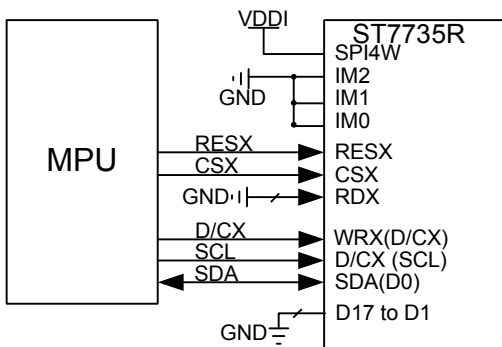 VDDI
ST7735R
SPI4W
IM2
GND
IM1
IM0
MPU
RESX
RESX
CSX
CSX
GND
RDX
D/CX
WRX(D/CX)
SCL
D/CX (SCL)
SDA
SDA(D0)
D17 to D1
GND